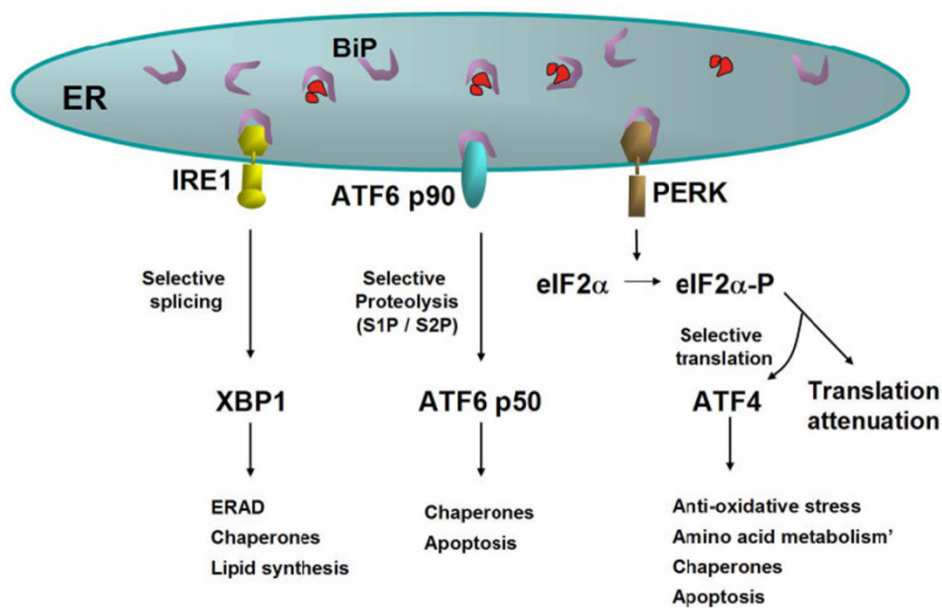 BiP
ER
IRE1
ATF6 p90
PERK
Selective
splicing
Selective
Proteolysis
(S1P / S2P)
eIF2α
eIF2α-P
Selective
translation
XBP1
ATF6 p50
ATF4
Translation
attenuation
ERAD
Chaperones
Lipid synthesis
Chaperones
Apoptosis
Anti-oxidative stress
Amino acid metabolism’
Chaperones
Apoptosis